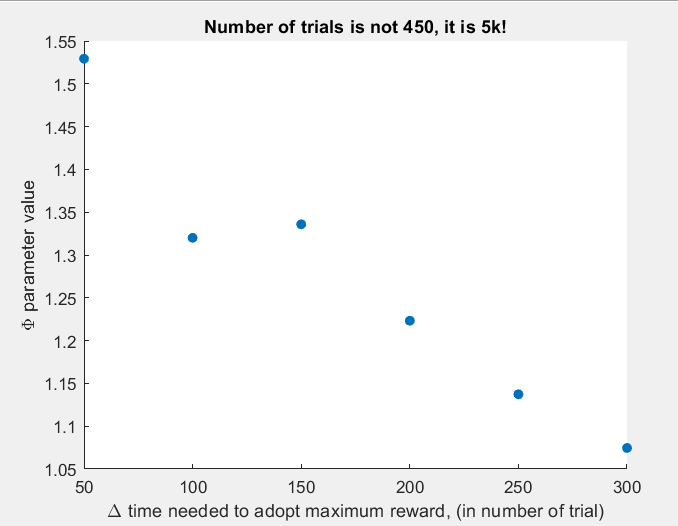 Number of trials is not 450, it is 5k!
1.55
1.5
1.45
1.4
1.35
1.3
1.25
1.2
1.15
1.1
1.05
Φ parameter value
50 100 150 200 250 300
Δ time needed to adopt maximum reward, (in number of trial)